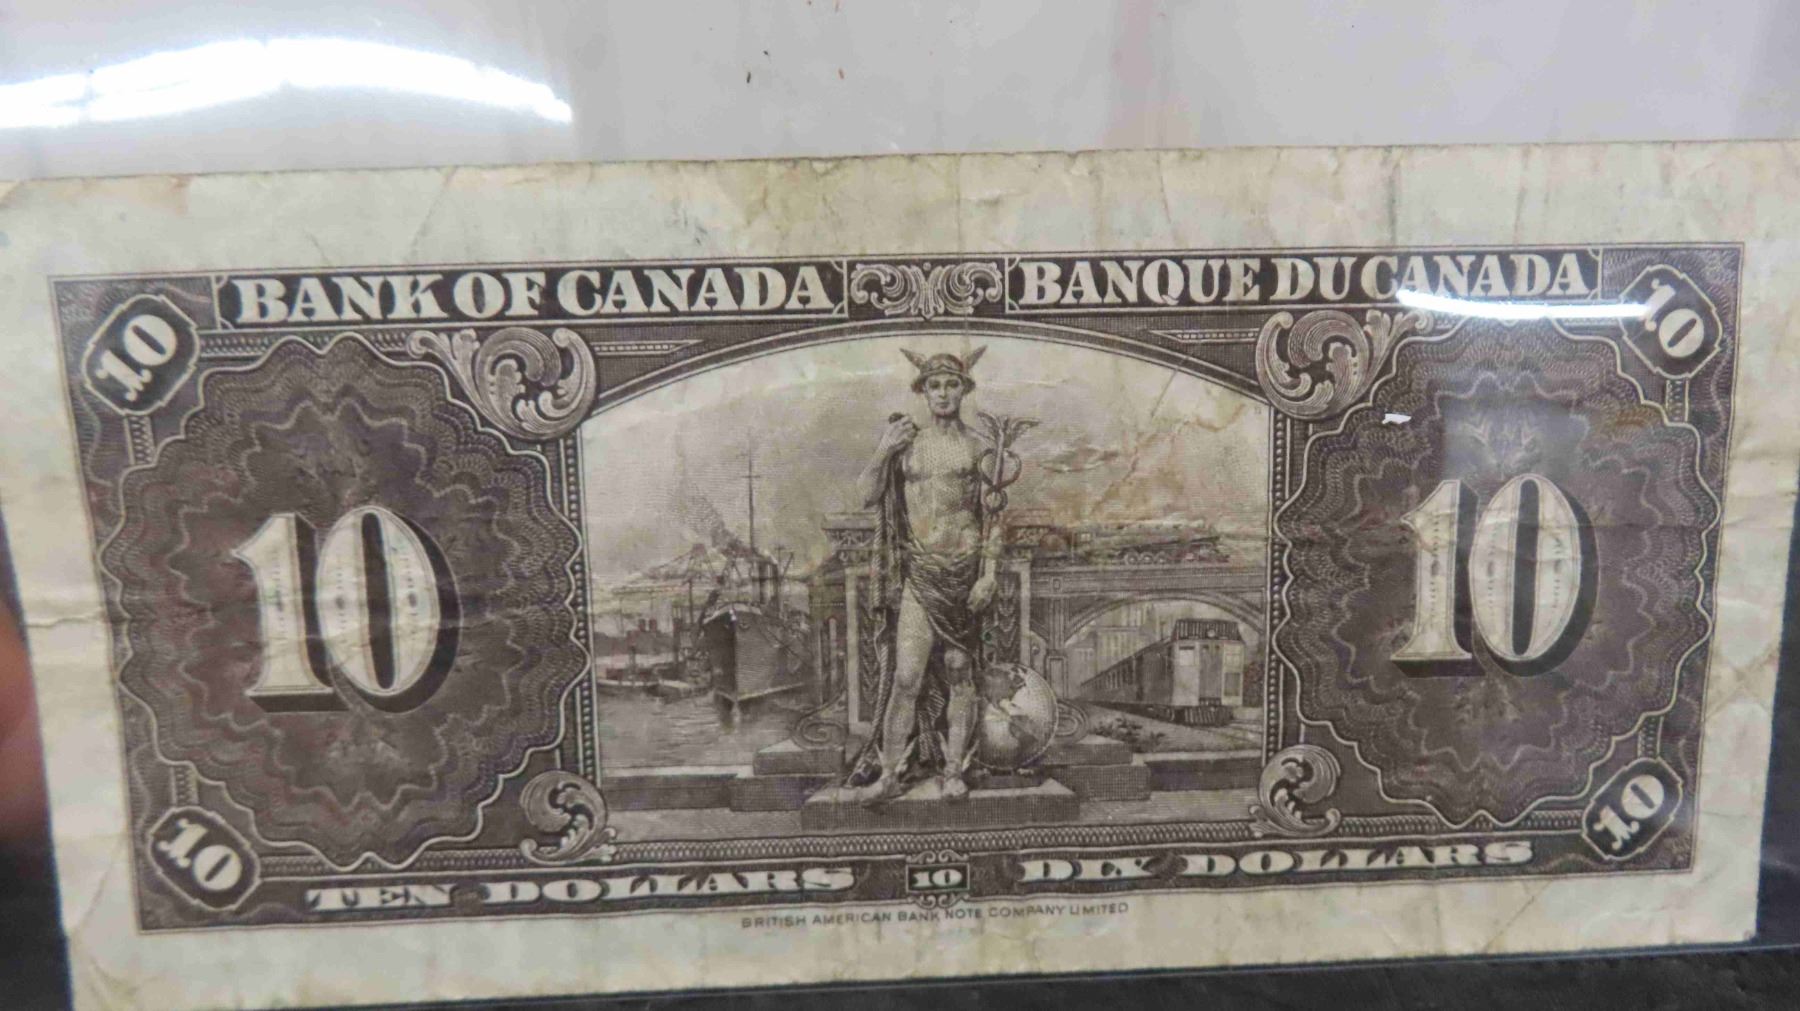 BANK OF CANADA BANQUE DU CANADA
10 10
10 10
10 10
TEN DOLLARS 10 DIX DOLLARS
BRITISH AMERICAN BANK NOTE COMPANY LIMITED